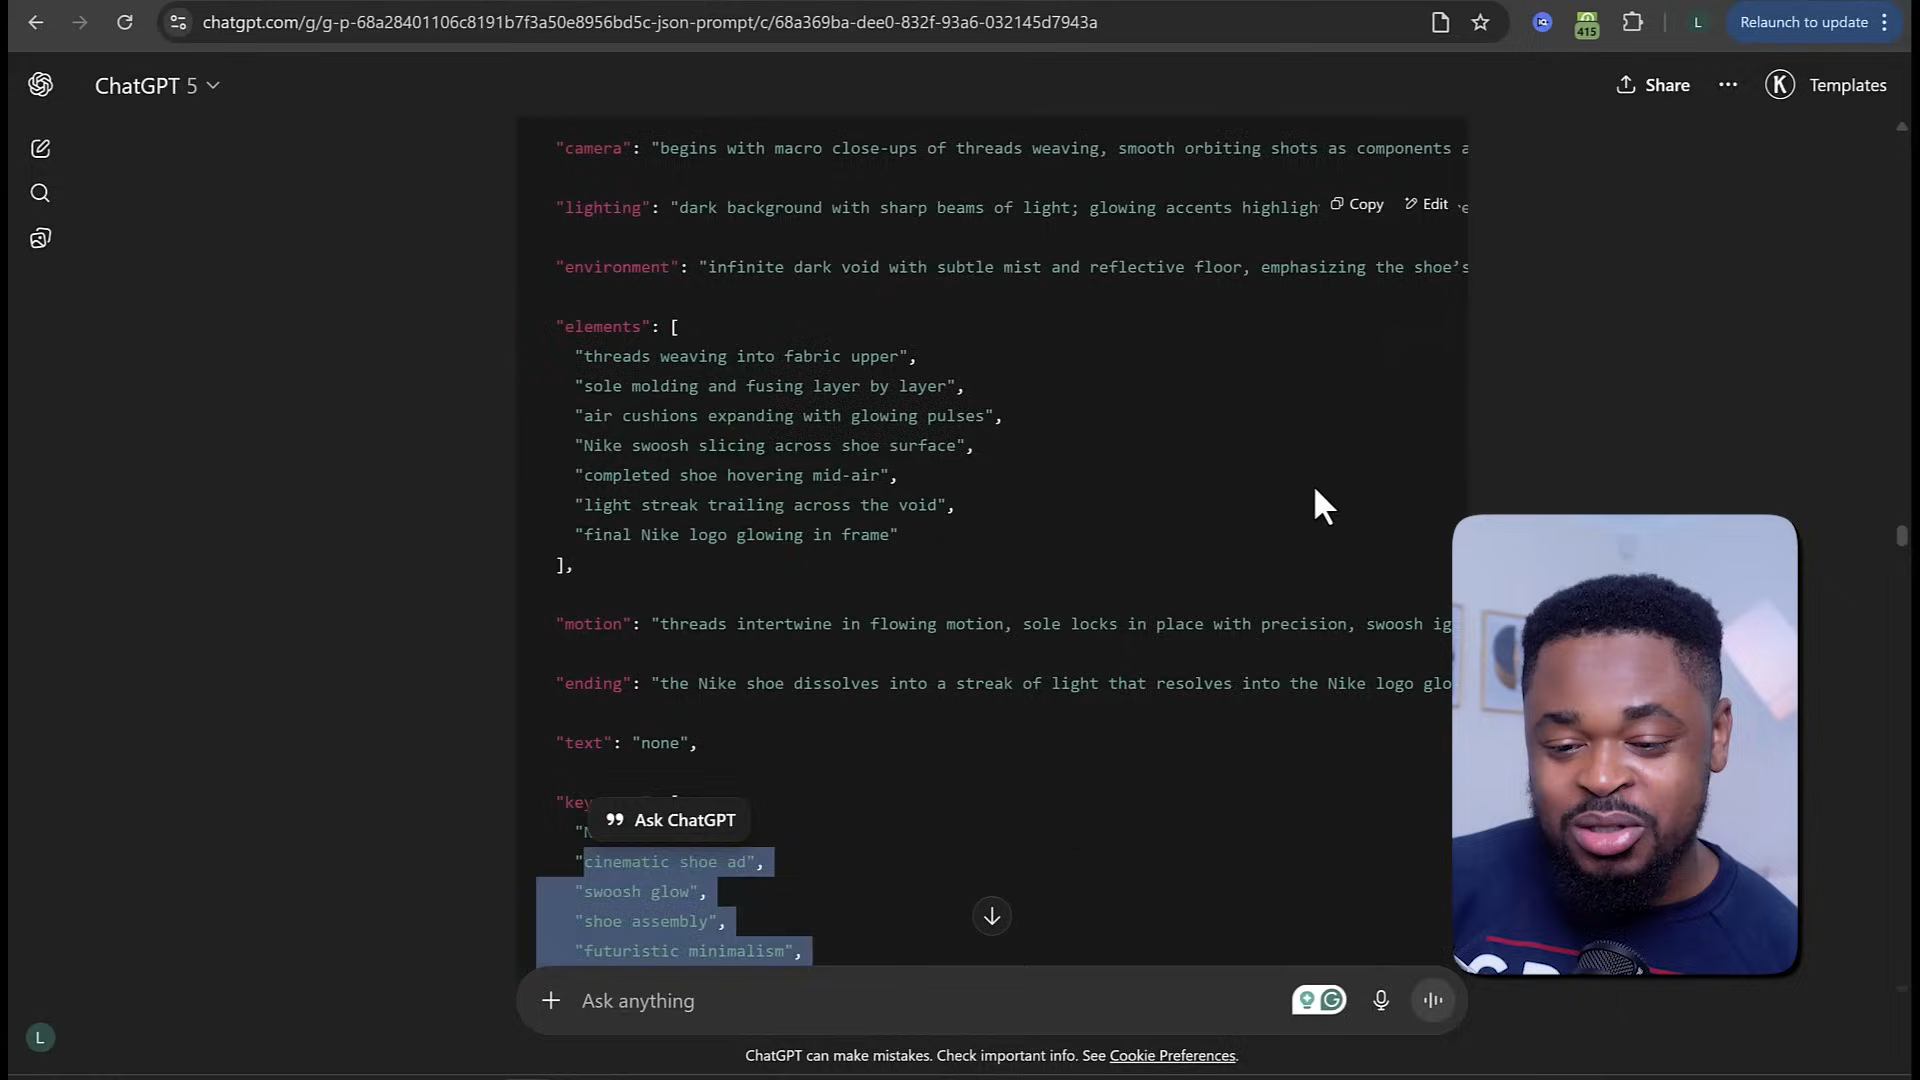 chatgpt.com/g/g-p-68a28401106c8191b7f3a50e8956bd5c-json-prompt/c/68a369ba-dee0-832f-93a6-032145d7943a
415
L
Relaunch to update
ChatGPT 5
Share
K
Templates
"camera": "begins with macro close-ups of threads weaving, smooth orbiting shots as components a
"lighting": "dark background with sharp beams of light; glowing accents highligh
Copy
Edit
"environment": "infinite dark void with subtle mist and reflective floor, emphasizing the shoe's
"elements": [
"threads weaving into fabric upper",
"sole molding and fusing layer by layer",
"air cushions expanding with glowing pulses",
"Nike swoosh slicing across shoe surface",
"completed shoe hovering mid-air",
"light streak trailing across the void",
"final Nike logo glowing in frame"
],
"motion": "threads intertwine in flowing motion, sole locks in place with precision, swoosh ig
"ending": "the Nike shoe dissolves into a streak of light that resolves into the Nike logo glo
"text": "none",
"key
Ask ChatGPT
"cinematic shoe ad",
"swoosh glow",
"shoe assembly",
"futuristic minimalism",
Ask anything
L
ChatGPT can make mistakes. Check important info. See Cookie Preferences.